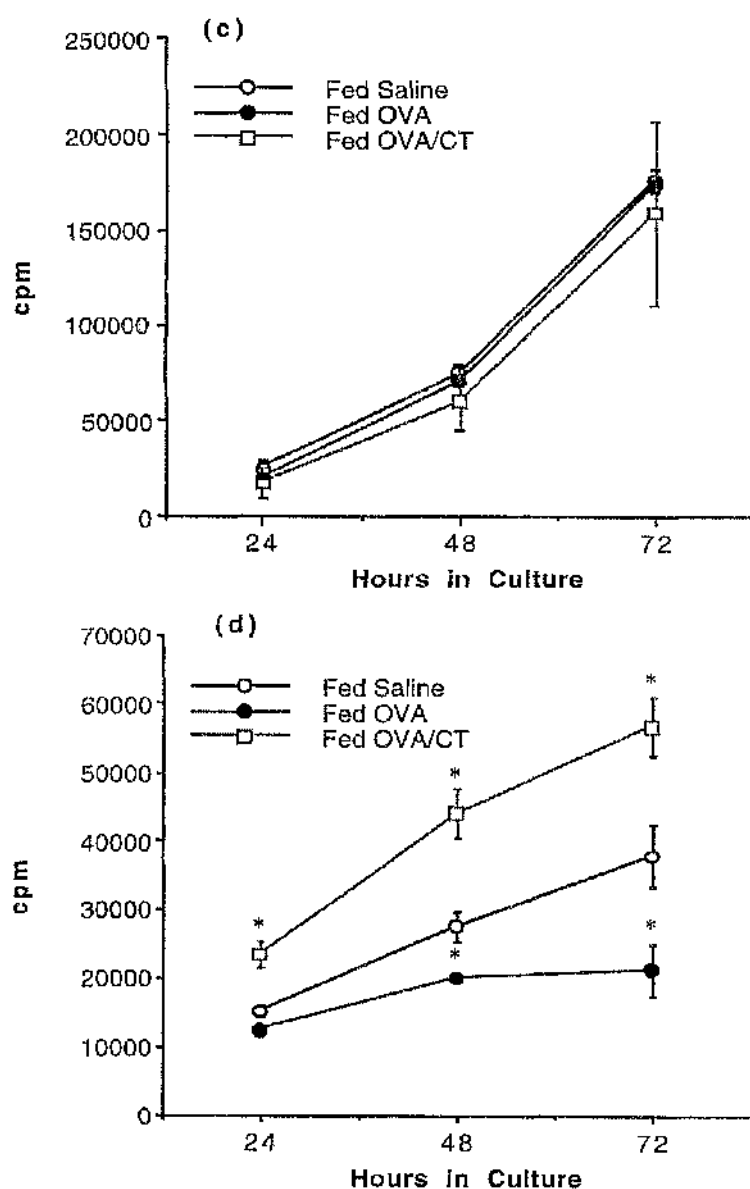 (c)
250000
200000
150000
100000
50000
0
cpm
Fed Saline
Fed OVA
Fed OVA/CT
24 48 72
Hours in Culture
(d)
70000
60000
50000
40000
30000
20000
10000
0
cpm
Fed Saline
Fed OVA
Fed OVA/CT
*
*
*
*
*
24 48 72
Hours in Culture